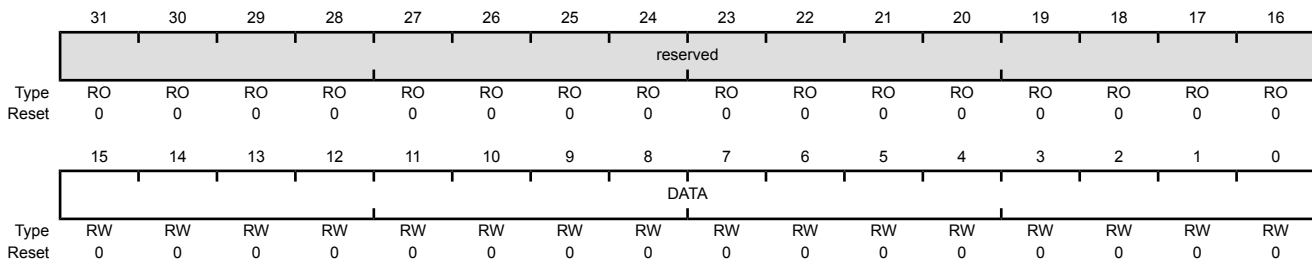 31 30 29 28 27 26 25 24 23 22 21 20 19 18 17 16
reserved
Type RO RO RO RO RO RO RO RO RO RO RO RO RO RO RO RO
Reset 0 0 0 0 0 0 0 0 0 0 0 0 0 0 0 0
15 14 13 12 11 10 9 8 7 6 5 4 3 2 1 0
DATA
Type RW RW RW RW RW RW RW RW RW RW RW RW RW RW RW RW
Reset 0 0 0 0 0 0 0 0 0 0 0 0 0 0 0 0